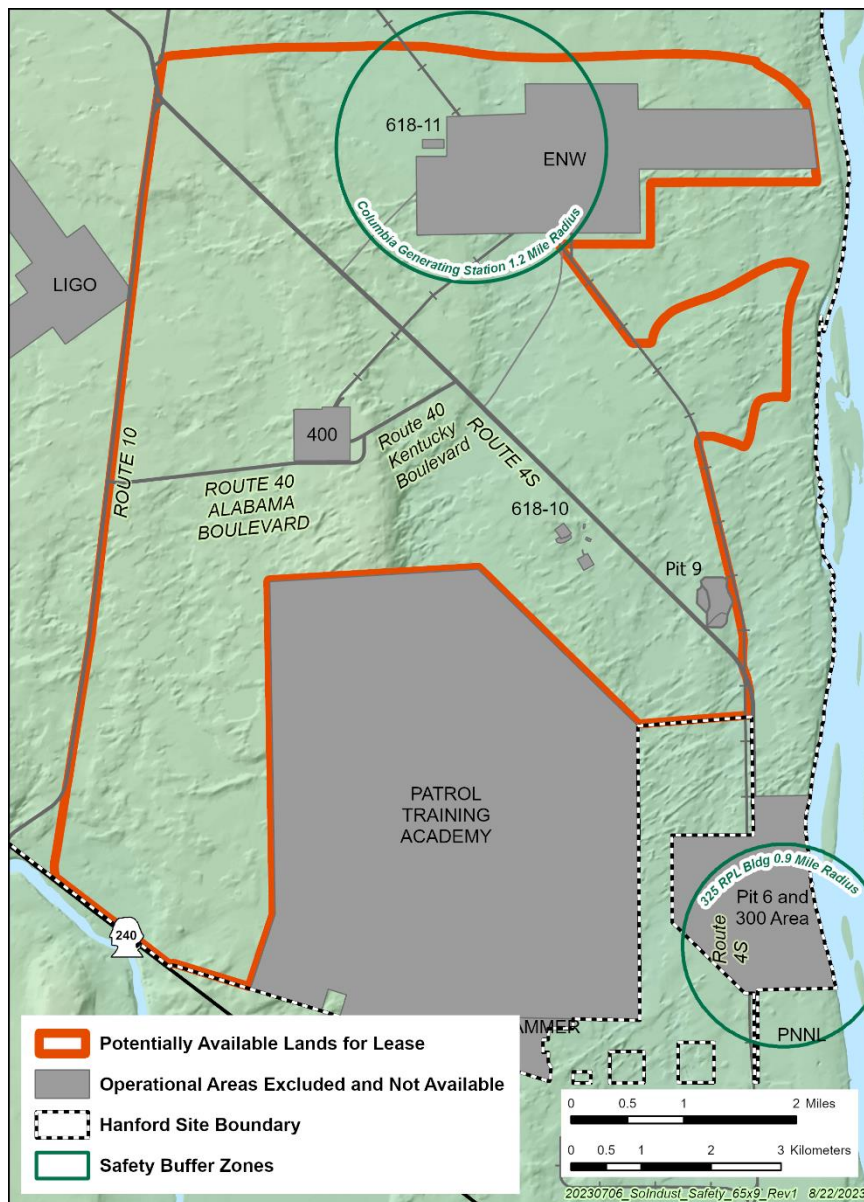 618-11
ENW
Columbia Generating Station 1.2 Mile Radius
LIGO
ROUTE 10
400
Route 40
Kentucky
Boulevard
ROUTE 4S
ROUTE 40
ALABAMA
BOULEVARD
618-10
Pit 9
PATROL
TRAINING
ACADEMY
325 RPL Bldg 0.9 Mile Radius
Pit 6 and
300 Area
Route
4S
240
AMMER
PNNL
Potentially Available Lands for Lease
Operational Areas Excluded and Not Available
Hanford Site Boundary
Safety Buffer Zones
0 0.5 1 2 Miles
0 0.5 1 2 3 Kilometers
20230706_SolIndust_Safety_65x9_Rev1 8/22/2023